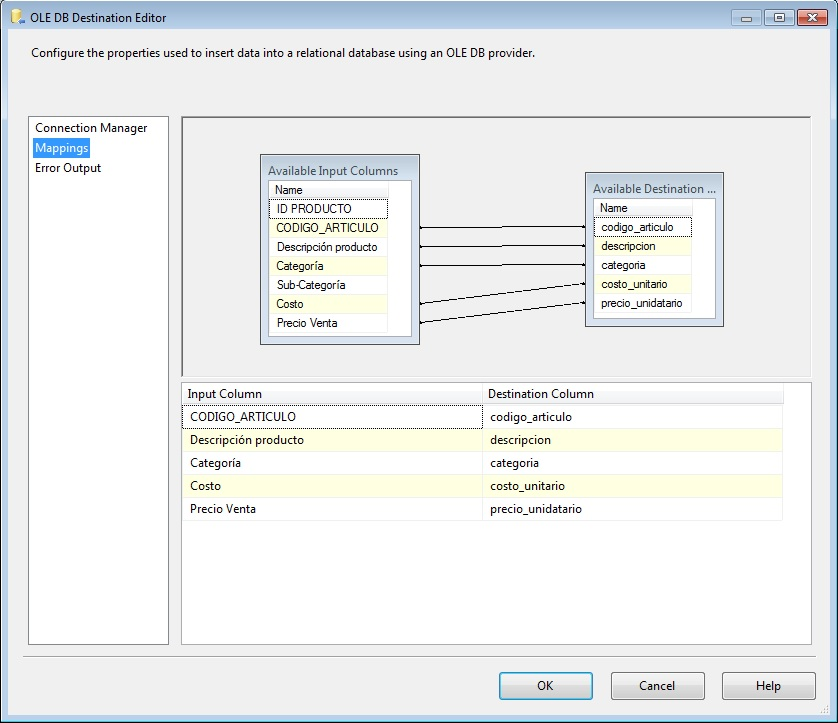 OLE DB Destination Editor
Configure the properties used to insert data into a relational database using an OLE DB provider.
Connection Manager
Mappings
Error Output
Available Input Columns
Name
ID PRODUCTO
CODIGO_ARTICULO
Descripción producto
Categoría
Sub-Categoría
Costo
Precio Venta
Available Destination ...
Name
codigo_articulo
descripcion
categoria
costo_unitario
precio_unidatario
Input Column Destination Column
CODIGO_ARTICULO codigo_articulo
Descripción producto descripcion
Categoría categoria
Costo costo_unitario
Precio Venta precio_unidatario
OK Cancel Help